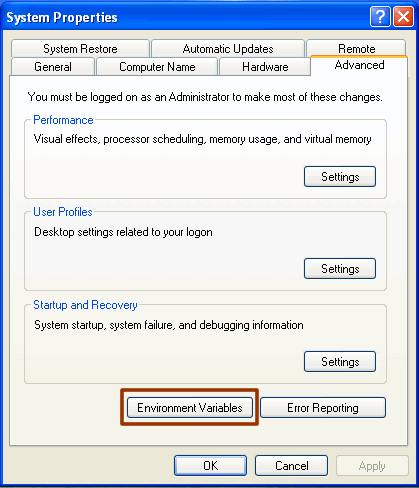 System Properties
System Restore Automatic Updates Remote
General Computer Name Hardware Advanced
You must be logged on as an Administrator to make most of these changes.
Performance
Visual effects, processor scheduling, memory usage, and virtual memory
Settings
User Profiles
Desktop settings related to your logon
Settings
Startup and Recovery
System startup, system failure, and debugging information
Settings
Environment Variables Error Reporting
OK Cancel Apply